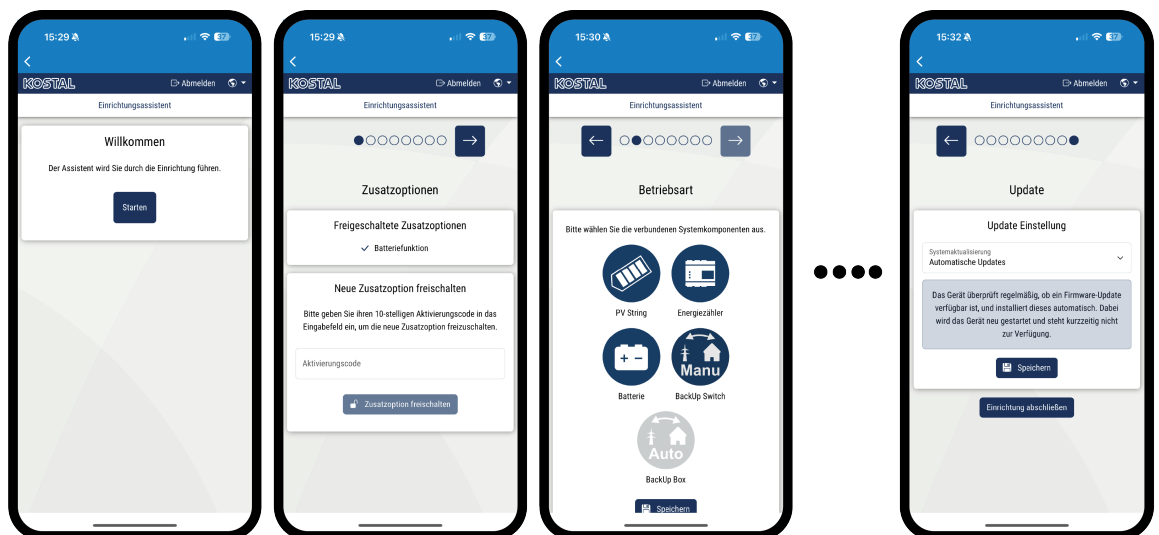 15:29
37
KOSTAL
Abmelden
Einrichtungsassistent
Willkommen
Der Assistent wird Sie durch die Einrichtung führen.
Starten
15:29
37
KOSTAL
Abmelden
Einrichtungsassistent
Zusatzoptionen
Freigeschaltete Zusatzoptionen
Batteriefunktion
Neue Zusatzoption freischalten
Bitte geben Sie ihren 10-stelligen Aktivierungscode in das
Eingabefeld ein, um die neue Zusatzoption freizuschalten.
Aktivierungscode
Zusatzoption freischalten
15:30
37
KOSTAL
Abmelden
Einrichtungsassistent
Betriebsart
Bitte wählen Sie die verbundenen Systemkomponenten aus.
PV String
Energiezähler
Manu
Batterie
BackUp Switch
Auto
BackUp Box
Speichern
15:32
37
KOSTAL
Abmelden
Einrichtungsassistent
Update
Update Einstellung
Systemaktualisierung
Automatische Updates
Das Gerät überprüft regelmäßig, ob ein Firmware-Update
verfügbar ist, und installiert dieses automatisch. Dabei
wird das Gerät neu gestartet und steht kurzzeitig nicht
zur Verfügung.
Speichern
Einrichtung abschließen